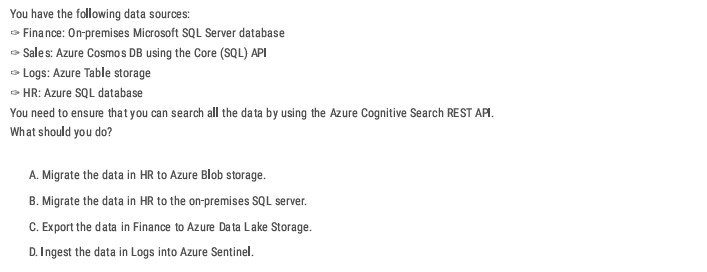 You have the following data sources:
⇨ Finance: On-premises Microsoft SQL Server database
⇨ Sales: Azure Cosmos DB using the Core (SQL) API
⇨ Logs: Azure Table storage
⇨ HR: Azure SQL database
You need to ensure that you can search all the data by using the Azure Cognitive Search REST API.
What should you do?
A. Migrate the data in HR to Azure Blob storage.
B. Migrate the data in HR to the on-premises SQL server.
C. Export the data in Finance to Azure Data Lake Storage.
D. Ingest the data in Logs into Azure Sentinel.